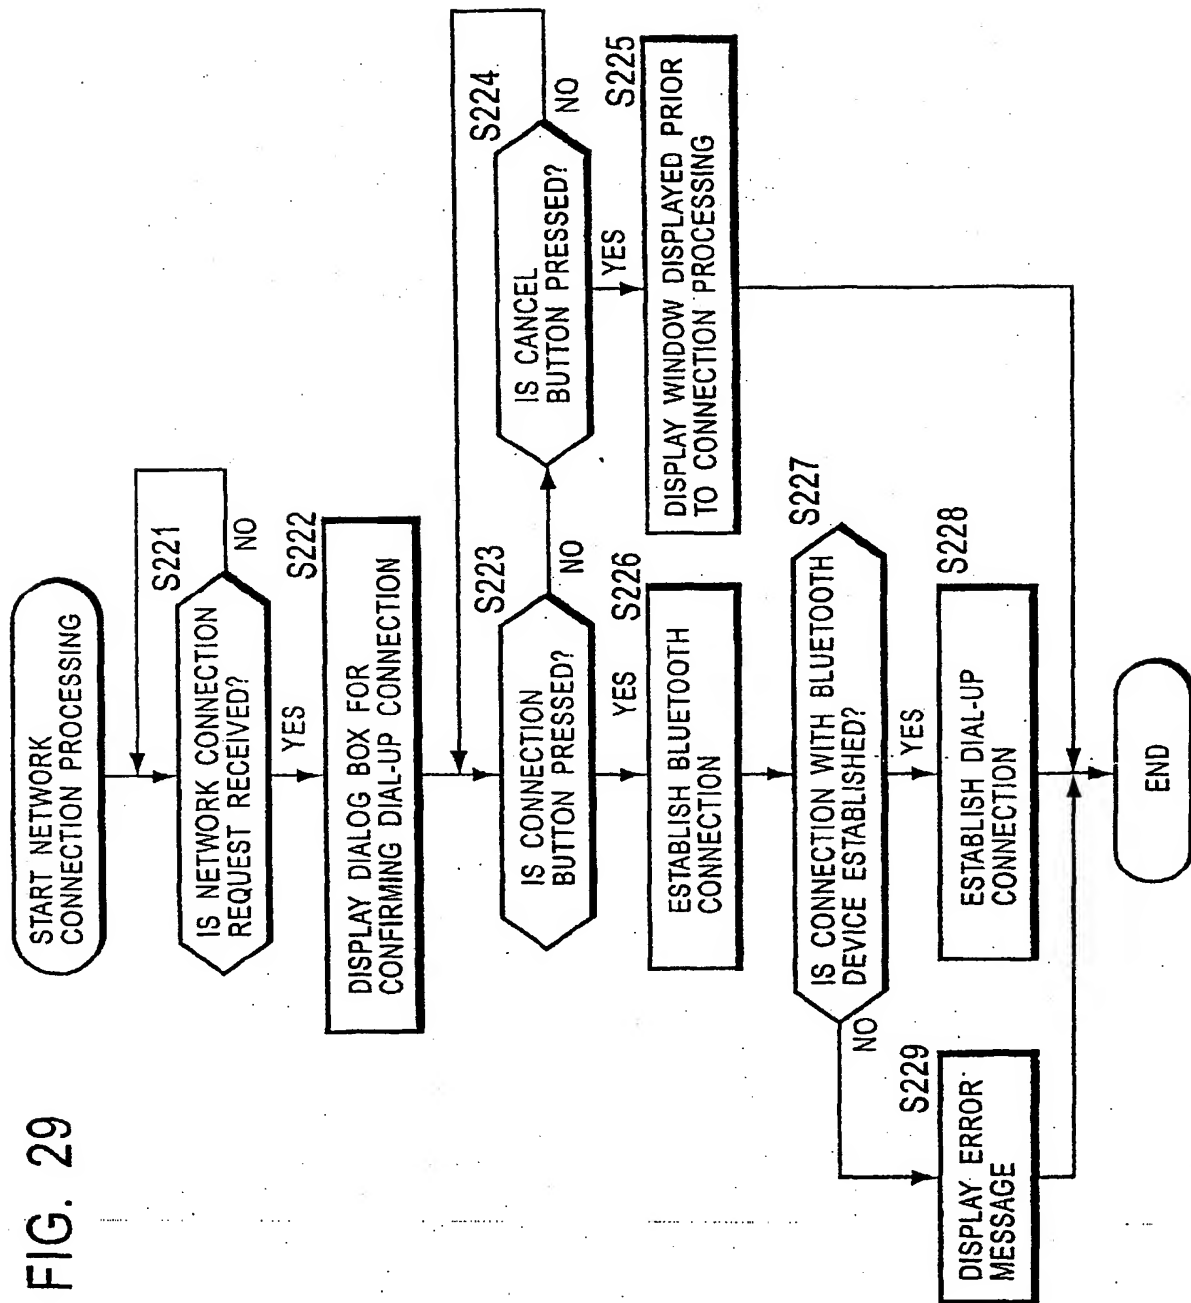 FIG. 29
START NETWORK
CONNECTION PROCESSING
S221
IS NETWORK CONNECTION
REQUEST RECEIVED?
NO
YES
S222
DISPLAY DIALOG BOX FOR
CONFIRMING DIAL-UP CONNECTION
S223
IS CONNECTION
BUTTON PRESSED?
NO
YES
S224
IS CANCEL
BUTTON PRESSED?
NO
YES
S225
DISPLAY WINDOW DISPLAYED PRIOR
TO CONNECTION PROCESSING
S226
ESTABLISH BLUETOOTH
CONNECTION
S227
IS CONNECTION WITH BLUETOOTH
DEVICE ESTABLISHED?
NO
YES
S228
ESTABLISH DIAL-UP
CONNECTION
S229
DISPLAY ERROR
MESSAGE
END